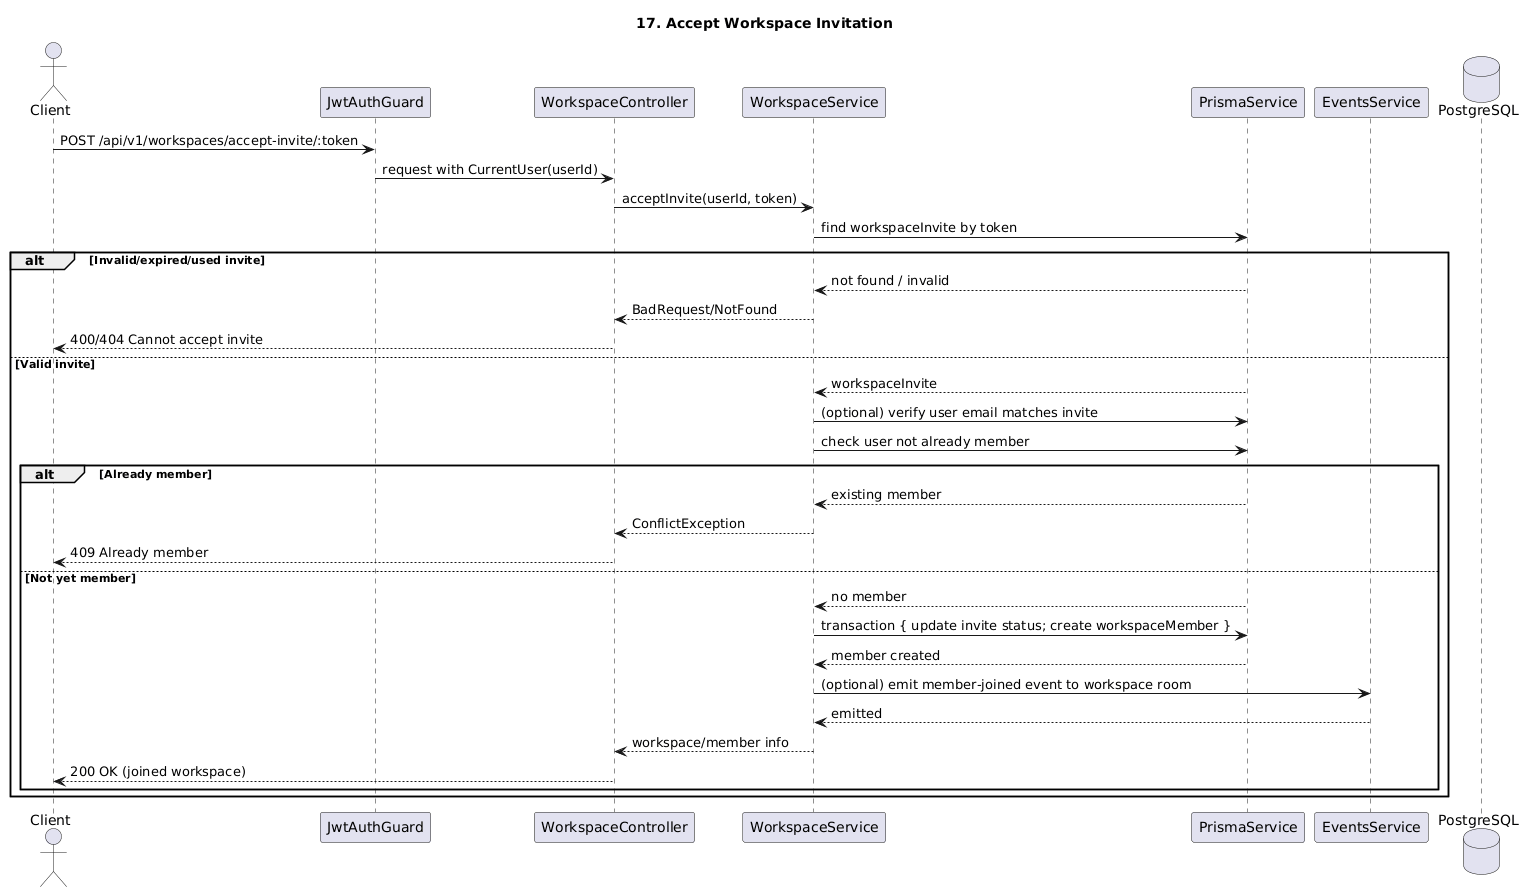 17. Accept Workspace Invitation
Client
JwtAuthGuard
WorkspaceController
WorkspaceService
PrismaService
EventsService
PostgreSQL
POST /api/v1/workspaces/accept-invite/:token
request with CurrentUser(userId)
acceptInvite(userId, token)
find workspaceInvite by token
alt
[Invalid/expired/used invite]
not found / invalid
BadRequest/NotFound
400/404 Cannot accept invite
[Valid invite]
workspaceInvite
(optional) verify user email matches invite
check user not already member
alt
[Already member]
existing member
ConflictException
409 Already member
[Not yet member]
no member
transaction { update invite status; create workspaceMember }
member created
(optional) emit member-joined event to workspace room
emitted
workspace/member info
200 OK (joined workspace)
Client
JwtAuthGuard
WorkspaceController
WorkspaceService
PrismaService
EventsService
PostgreSQL